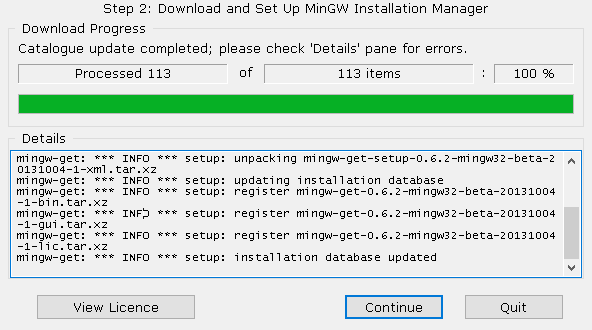 Step 2: Download and Set Up MinGW Installation Manager
Download Progress
Catalogue update completed; please check 'Details' pane for errors.
Processed 113 of 113 items : 100 %
Details
mingw-get: *** INFO *** setup: unpacking mingw-get-setup-0.6.2-mingw32-beta-2
0131004-1-xml.tar.xz
mingw-get: *** INFO *** setup: updating installation database
mingw-get: *** INFO *** setup: register mingw-get-0.6.2-mingw32-beta-20131004
-1-bin.tar.xz
mingw-get: *** INFO *** setup: register mingw-get-0.6.2-mingw32-beta-20131004
-1-gui.tar.xz
mingw-get: *** INFO *** setup: register mingw-get-0.6.2-mingw32-beta-20131004
-1-lic.tar.xz
mingw-get: *** INFO *** setup: installation database updated
View Licence Continue Quit